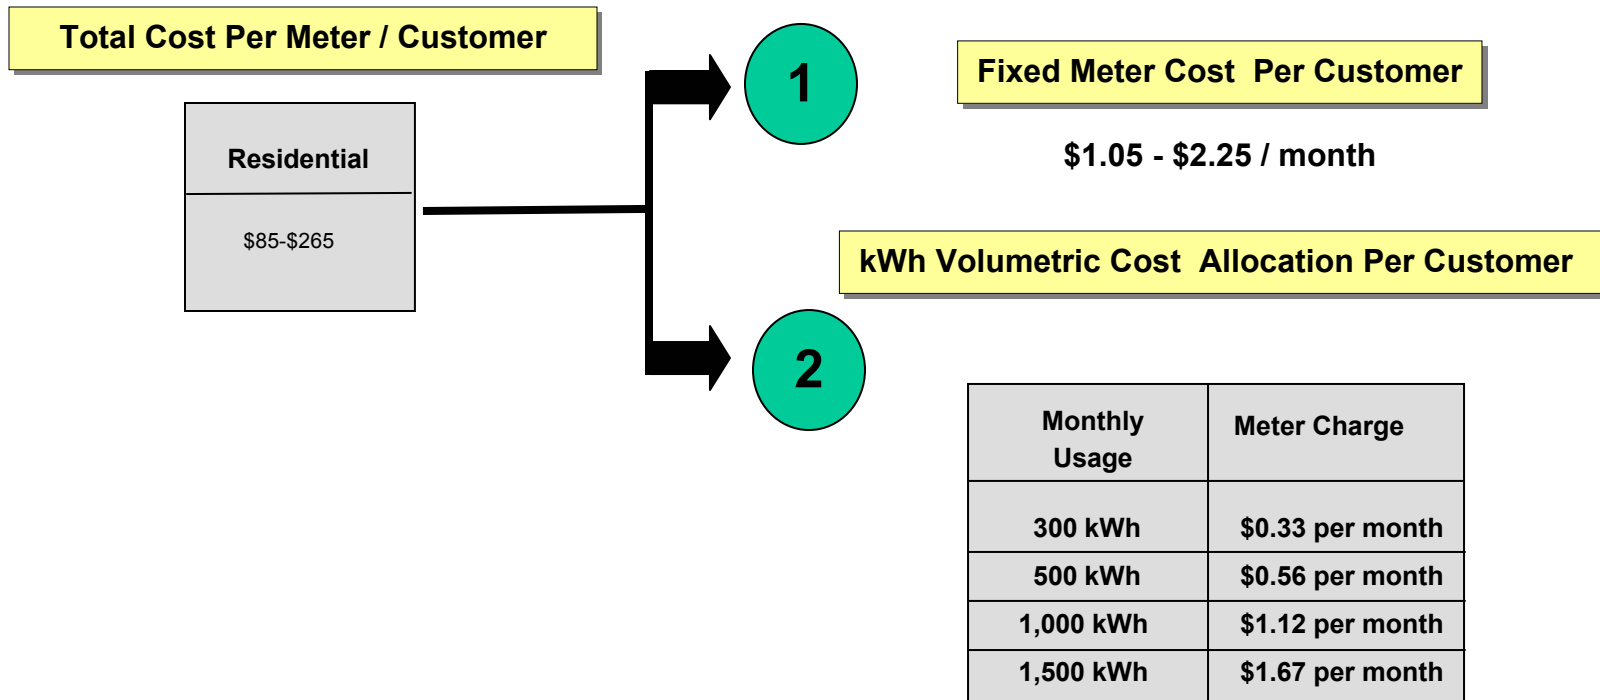 Total Cost Per Meter / Customer
Residential
$85-$265
1
Fixed Meter Cost Per Customer
$1.05 - $2.25 / month
kWh Volumetric Cost Allocation Per Customer
2
Monthly
Usage
Meter Charge
300 kWh $0.33 per month
500 kWh $0.56 per month
1,000 kWh $1.12 per month
1,500 kWh $1.67 per month